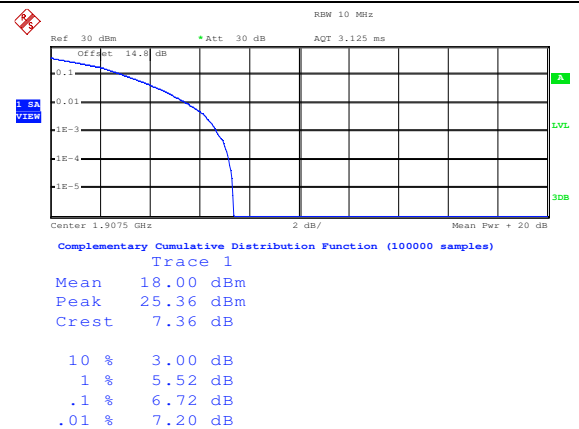 RBW 10 MHz
Ref 30 dBm *Att 30 dB AQT 3.125 ms
Offset 14.8 dB
0.1
A
0.01
1 SA
VIEW
1E-3
LVL
1E-4
1E-5
3DB
Center 1.9075 GHz 2 dB/ Mean Pwr + 20 dB
Complementary Cumulative Distribution Function (100000 samples)
Trace 1
Mean 18.00 dBm
Peak 25.36 dBm
Crest 7.36 dB
10 % 3.00 dB
1 % 5.52 dB
.1 % 6.72 dB
.01 % 7.20 dB